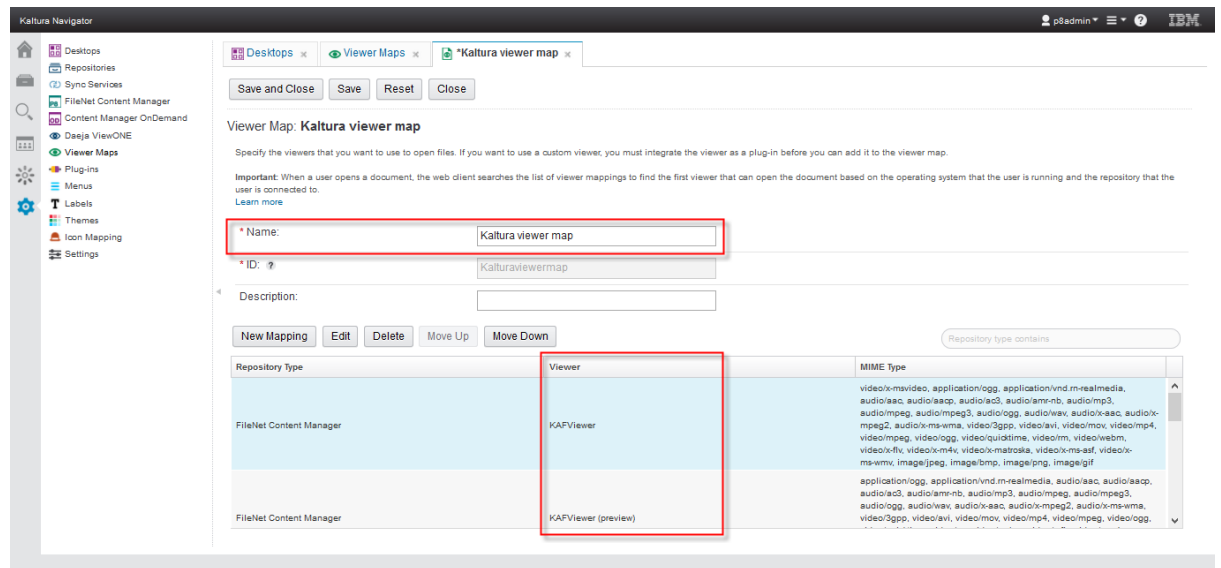 Kaltura Navigator
p8admin
IBM
Desktops
Repositories
Sync Services
FileNet Content Manager
Content Manager OnDemand
Daeja ViewONE
Viewer Maps
Plug-ins
Menus
Labels
Themes
Icon Mapping
Settings
Desktops x Viewer Maps x *Kaltura viewer map x
Save and Close Save Reset Close
Viewer Map: Kaltura viewer map
Specify the viewers that you want to use to open files. If you want to use a custom viewer, you must integrate the viewer as a plug-in before you can add it to the viewer map.
Important: When a user opens a document, the web client searches the list of viewer mappings to find the first viewer that can open the document based on the operating system that the user is running and the repository that the
user is connected to.
Learn more
* Name: Kaltura viewer map
* ID: ? Kalturaviewermap
Description:
New Mapping Edit Delete Move Up Move Down Repository type contains
Repository Type Viewer MIME Type
FileNet Content Manager KAFViewer
video/x-msvideo, application/ogg, application/vnd.rn-realmedia,
audio/aac, audio/aacp, audio/ac3, audio/amr-nb, audio/mp3,
audio/mpeg, audio/mpeg3, audio/ogg, audio/wav, audio/x-aac, audio/x-
mpeg2, audio/x-ms-wma, video/3gpp, video/avi, video/mov, video/mp4,
video/mpeg, video/ogg, video/quicktime, video/rm, video/webm,
video/x-flv, video/x-m4v, video/x-matroska, video/x-ms-asf, video/x-
ms-wmv, image/jpeg, image/bmp, image/png, image/gif
FileNet Content Manager KAFViewer (preview)
application/ogg, application/vnd.rn-realmedia, audio/aac, audio/aacp,
audio/ac3, audio/amr-nb, audio/mp3, audio/mpeg, audio/mpeg3,
audio/ogg, audio/wav, audio/x-aac, audio/x-mpeg2, audio/x-ms-wma,
video/3gpp, video/avi, video/mov, video/mp4, video/mpeg, video/ogg,